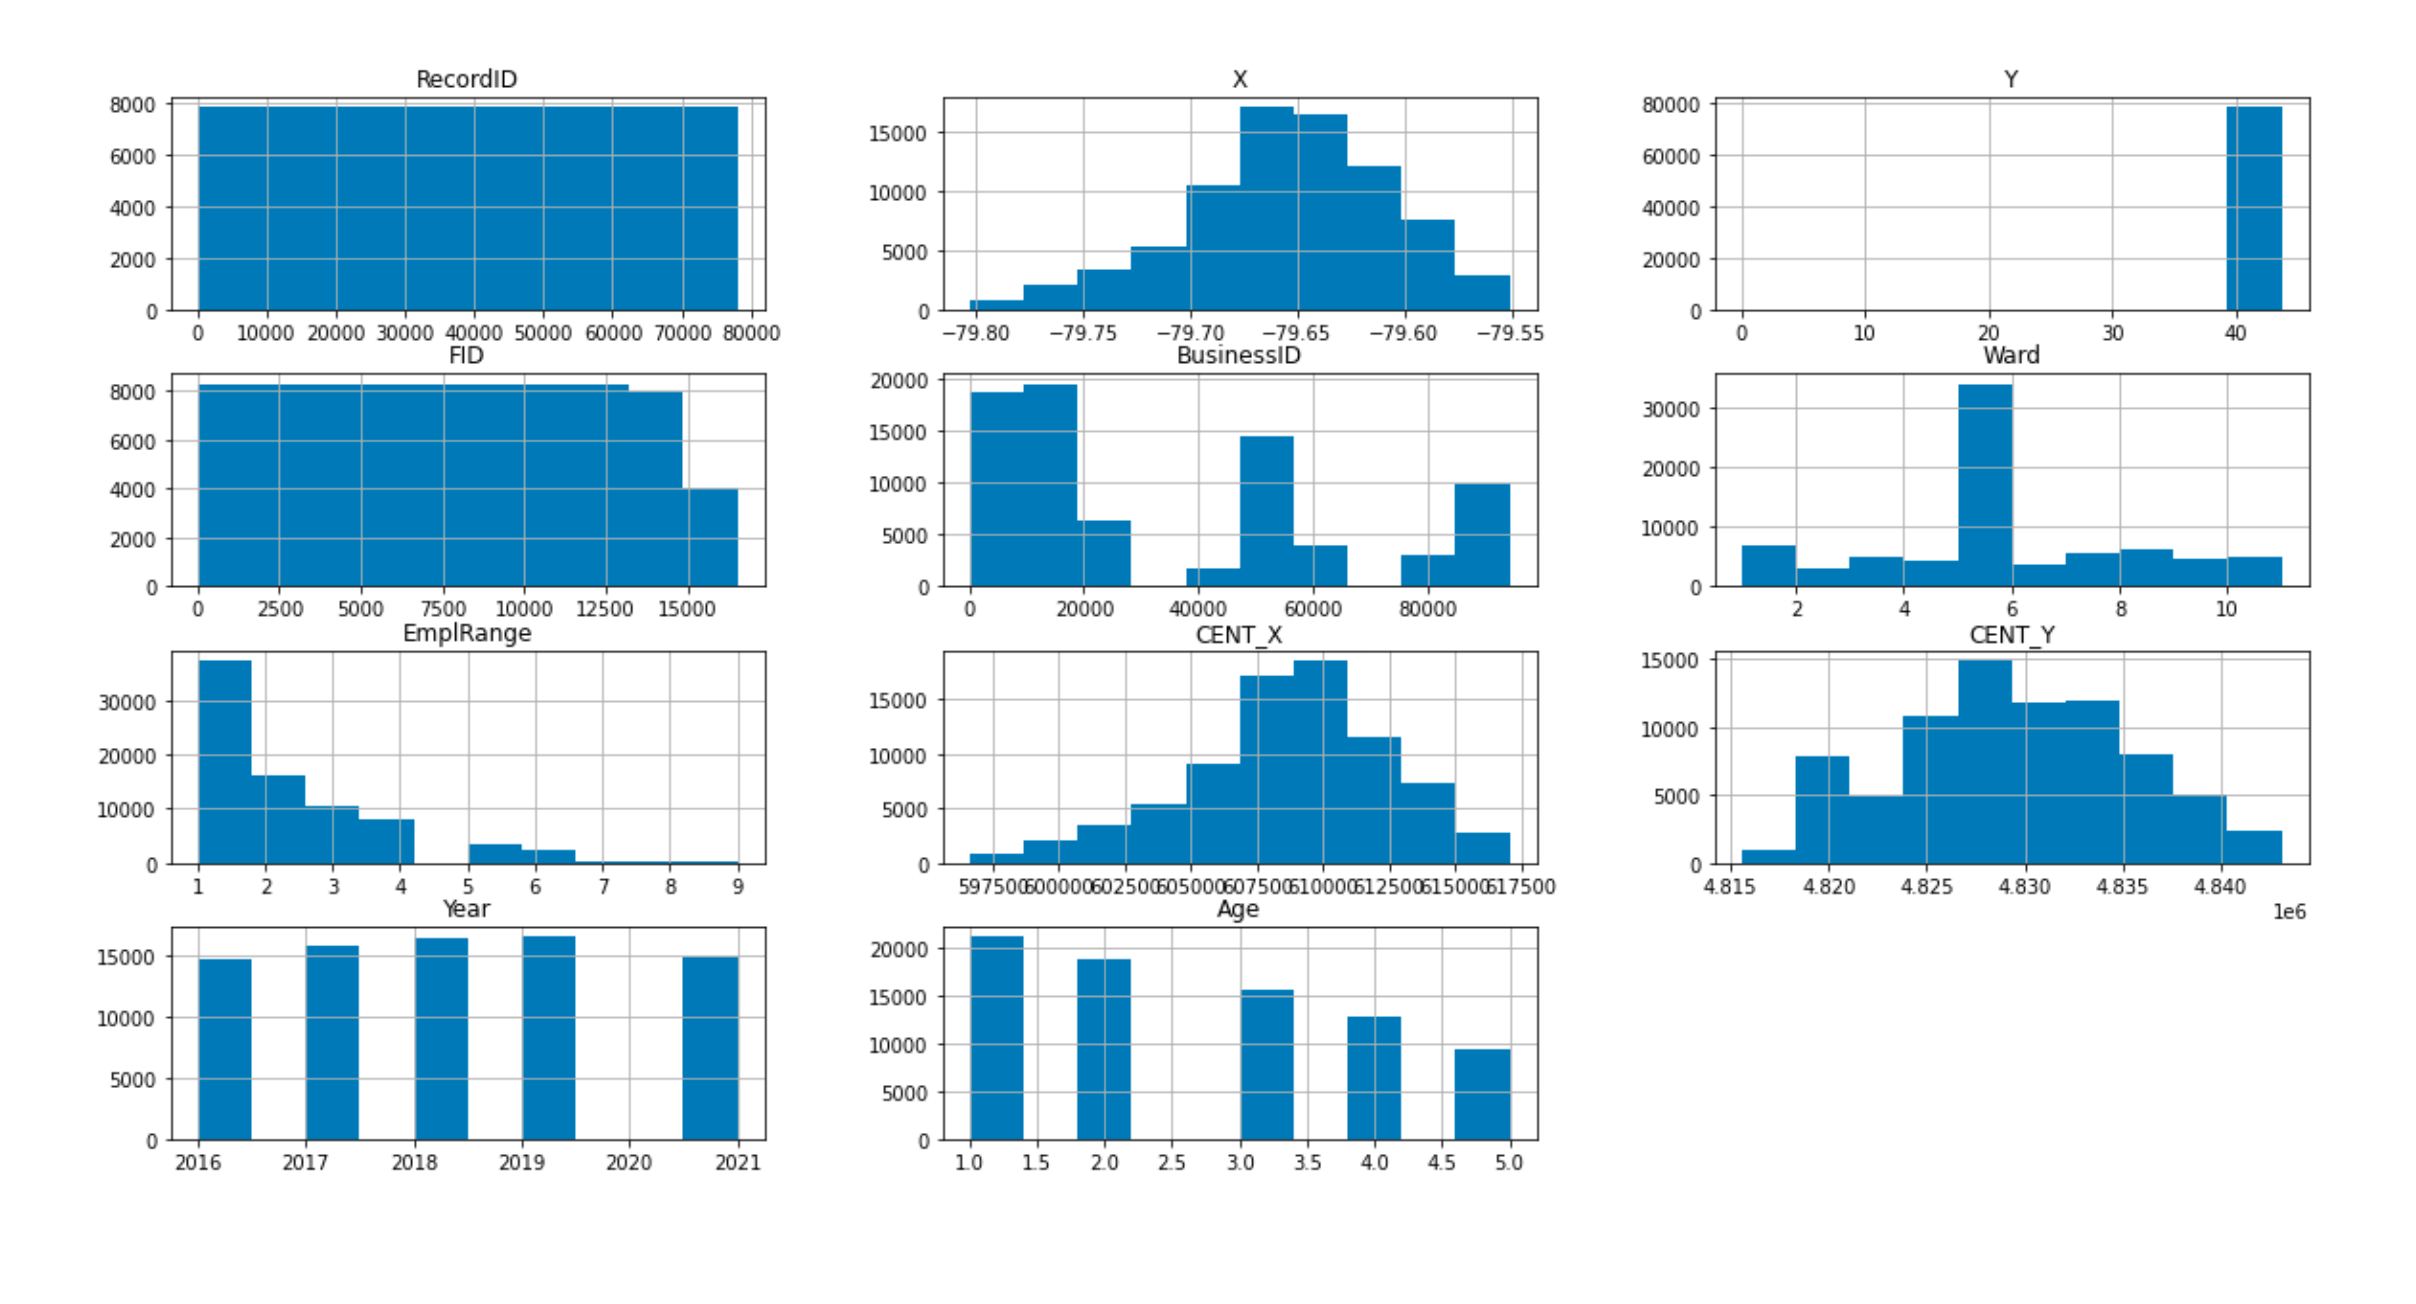 RecordID
8000
6000
4000
2000
0
0 10000 20000 30000 40000 50000 60000 70000 80000
X
15000
10000
5000
0
−79.80 −79.75 −79.70 −79.65 −79.60 −79.55
Y
80000
60000
40000
20000
0
0 10 20 30 40
FID
8000
6000
4000
2000
0
0 2500 5000 7500 10000 12500 15000
BusinessID
20000
15000
10000
5000
0
0 20000 40000 60000 80000
Ward
30000
20000
10000
0
2 4 6 8 10
EmplRange
30000
20000
10000
0
1 2 3 4 5 6 7 8 9
CENT_X
15000
10000
5000
0
597500 600000 602500 605000 607500 610000 612500 615000 617500
CENT_Y
15000
10000
5000
0
4.815 4.820 4.825 4.830 4.835 4.840
1e6
Year
15000
10000
5000
0
2016 2017 2018 2019 2020 2021
Age
20000
15000
10000
5000
0
1.0 1.5 2.0 2.5 3.0 3.5 4.0 4.5 5.0